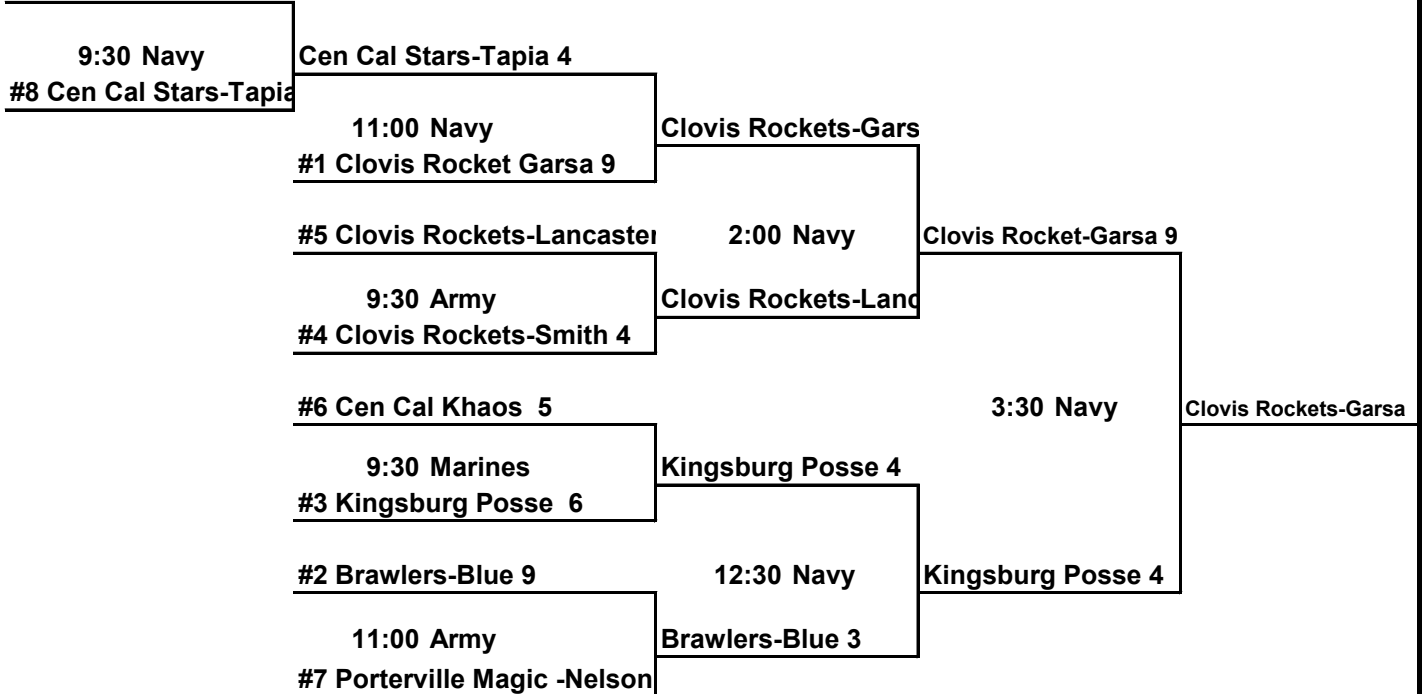 9:30 Navy
Cen Cal Stars-Tapia 4
#8 Cen Cal Stars-Tapia
11:00 Navy
Clovis Rockets-Gars
#1 Clovis Rocket Garsa 9
#5 Clovis Rockets-Lancaster
2:00 Navy
Clovis Rocket-Garsa 9
9:30 Army
Clovis Rockets-Lanc
#4 Clovis Rockets-Smith 4
#6 Cen Cal Khaos 5
3:30 Navy
Clovis Rockets-Garsa
9:30 Marines
Kingsburg Posse 4
#3 Kingsburg Posse 6
#2 Brawlers-Blue 9
12:30 Navy
Kingsburg Posse 4
11:00 Army
Brawlers-Blue 3
#7 Porterville Magic -Nelson